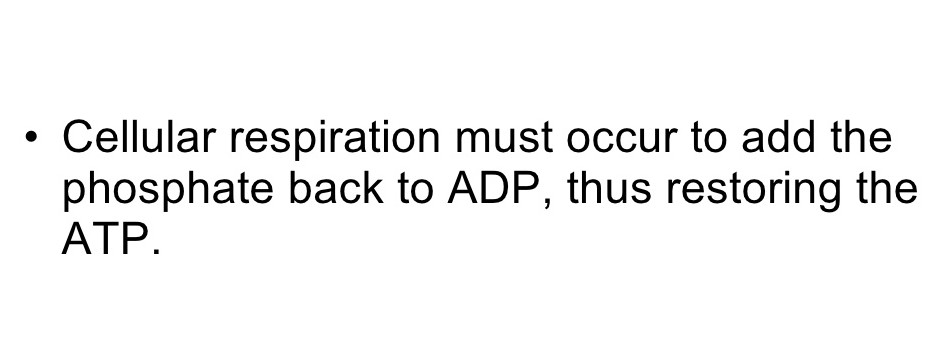 • Cellular respiration must occur to add the
phosphate back to ADP, thus restoring the
ATP.